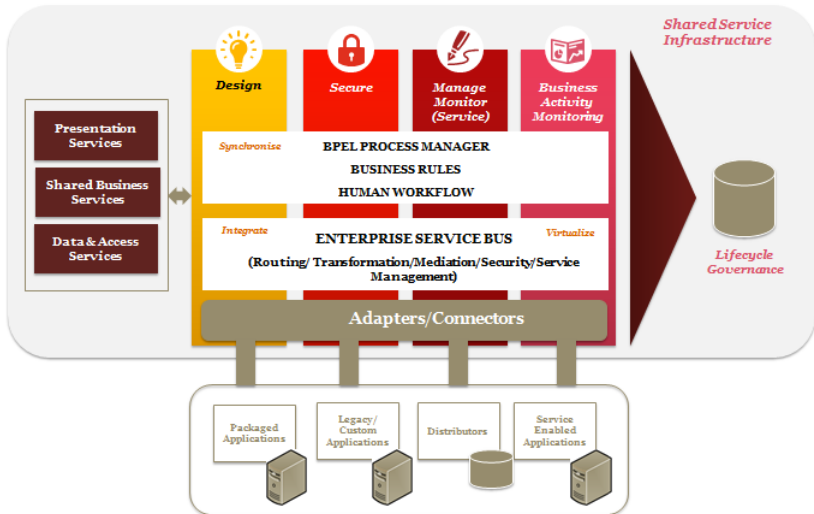 Shared Service
Infrastructure
Design
Secure
Manage
Monitor
(Service)
Business
Activity
Monitoring
Presentation
Services
Shared Business
Services
Data & Access
Services
Synchronise
BPEL PROCESS MANAGER
BUSINESS RULES
HUMAN WORKFLOW
Integrate
ENTERPRISE SERVICE BUS
Virtualize
(Routing/ Transformation/Mediation/Security/Service
Management)
Lifecycle
Governance
Adapters/Connectors
Packaged
Applications
Legacy/
Custom
Applications
Distributors
Service
Enabled
Applications